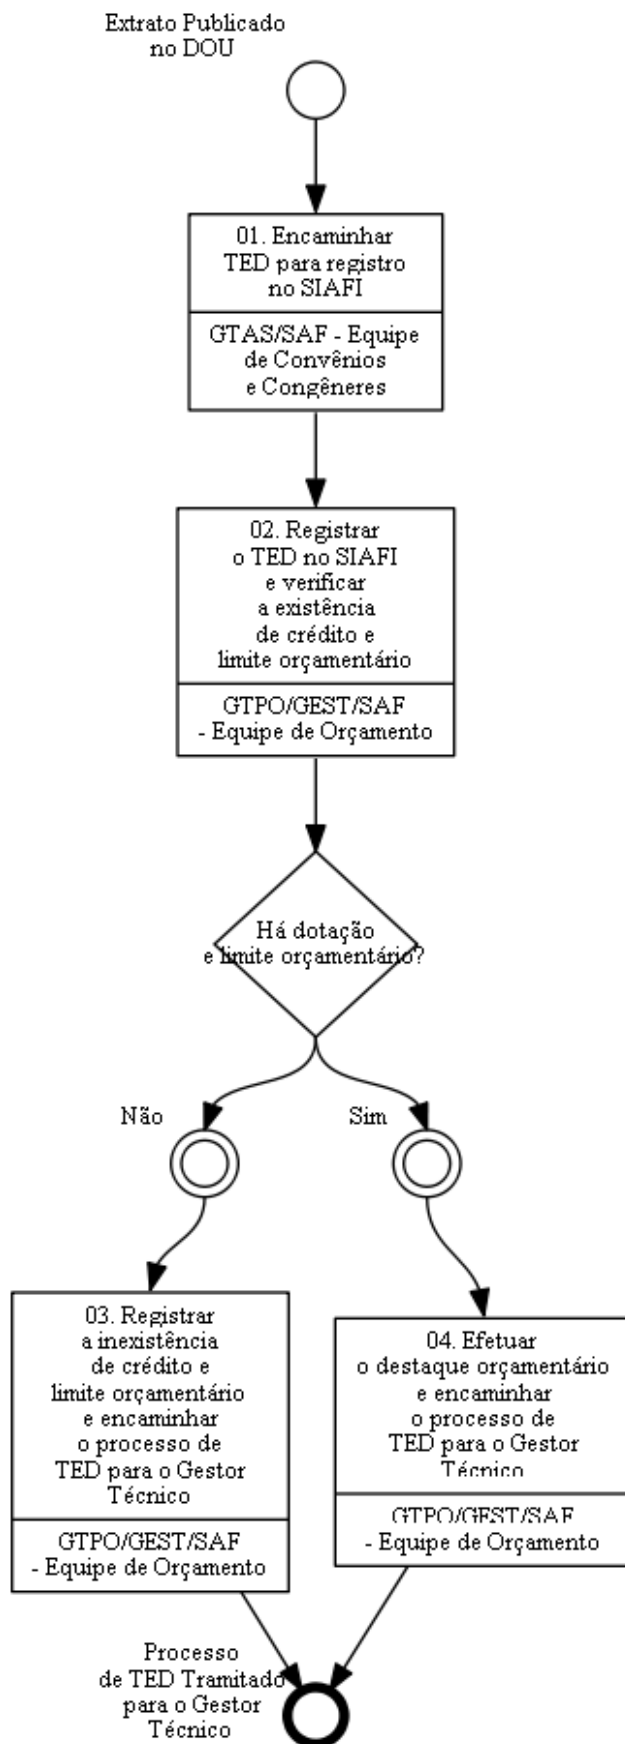 Extrato Publicado
no DOU
01. Encaminhar
TED para registro
no SIAFI
GTAS/SAF - Equipe
de Convênios
e Congêneres
02. Registrar
o TED no SIAFI
e verificar
a existência
de crédito e
limite orçamentário
GTPO/GEST/SAF
- Equipe de Orçamento
Há dotação
e limite orçamentário?
Não
Sim
03. Registrar
a inexistência
de crédito e
limite orçamentário
e encaminhar
o processo de
TED para o Gestor
Técnico
GTPO/GEST/SAF
- Equipe de Orçamento
04. Efetuar
o destaque orçamentário
e encaminhar
o processo de
TED para o Gestor
Técnico
GTPO/GEST/SAF
- Equipe de Orçamento
Processo
de TED Tramitado
para o Gestor
Técnico